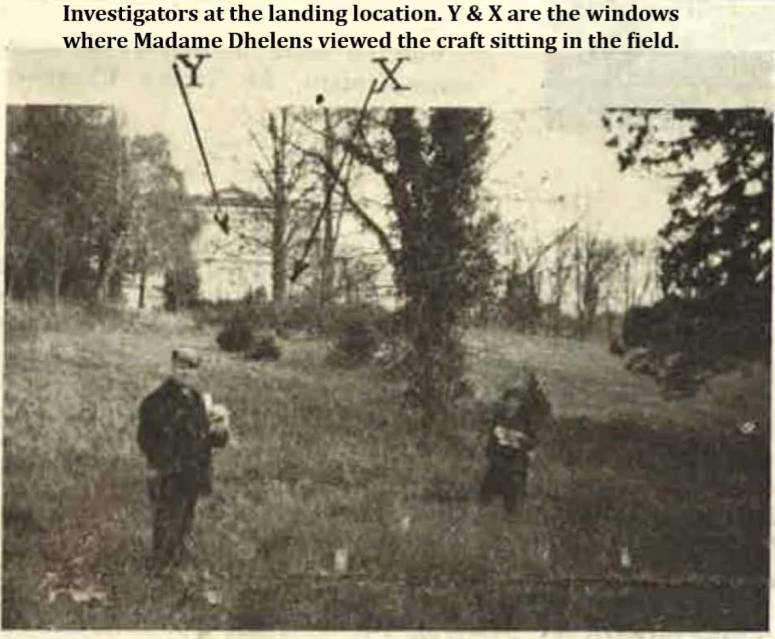 Investigators at the landing location. Y & X are the windows
where Madame Dhelens viewed the craft sitting in the field.
Y X